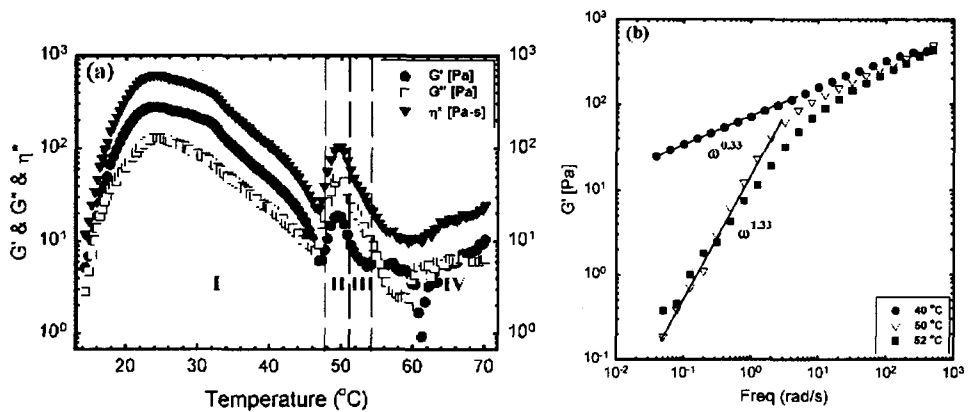 (a)
G' & G" & η*
10³
10²
10¹
10⁰
10³
10²
10¹
10⁰
G' [Pa]
G" [Pa]
η* [Pa-s]
I
II
III
IV
20
30
40
50
60
70
Temperature (°C)
(b)
G' [Pa]
10³
10²
10¹
10⁰
10⁻¹
ω⁰·³³
ω¹·³³
40 °C
50 °C
52 °C
10⁻²
10⁻¹
10⁰
10¹
10²
10³
Freq (rad/s)